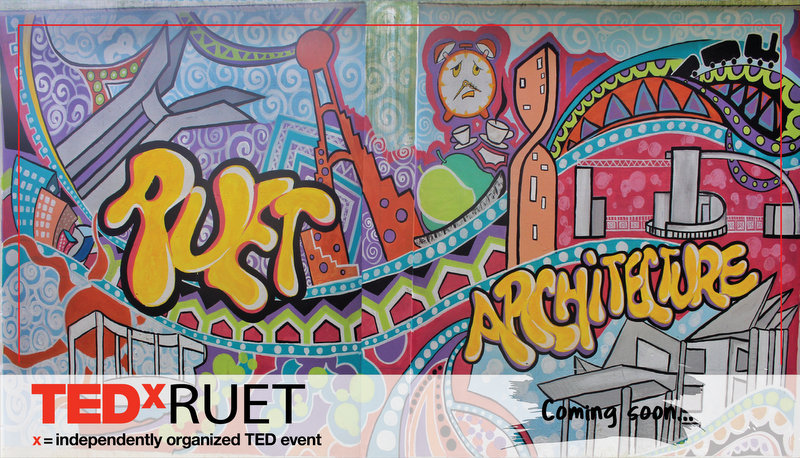 RUET
ARCHITECTURE
TEDxRUET
x = independently organized TED event
Coming soon...